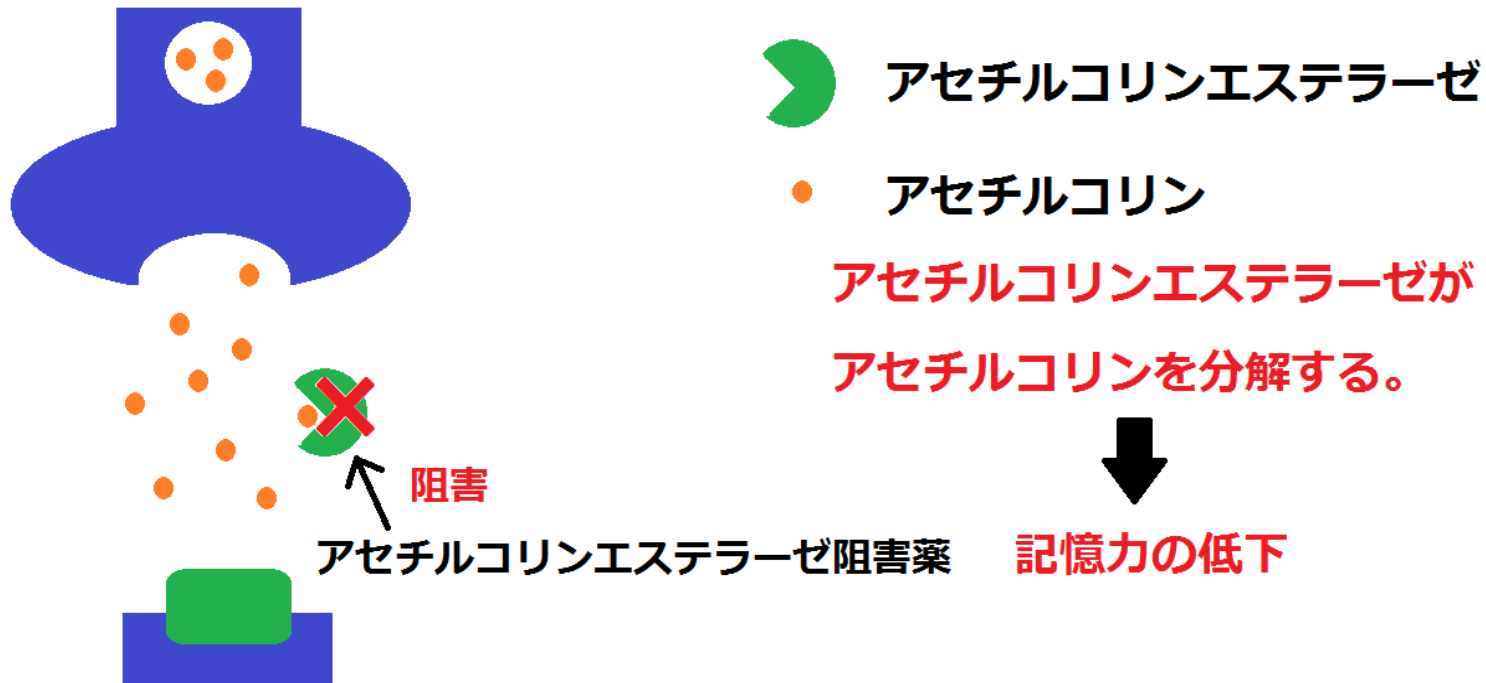 アセチルコリンエステラーゼ
アセチルコリン
アセチルコリンエステラーゼが
アセチルコリンを分解する。
阻害
アセチルコリンエステラーゼ阻害薬
記憶力の低下